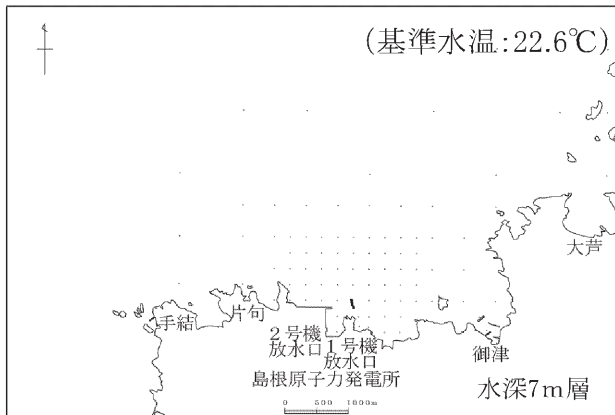 (基準水温:22.6℃)
大芦
手結
片句
2号機
放水口
1号機
放水口
御津
島根原子力発電所
水深7m層
0 500 1000m